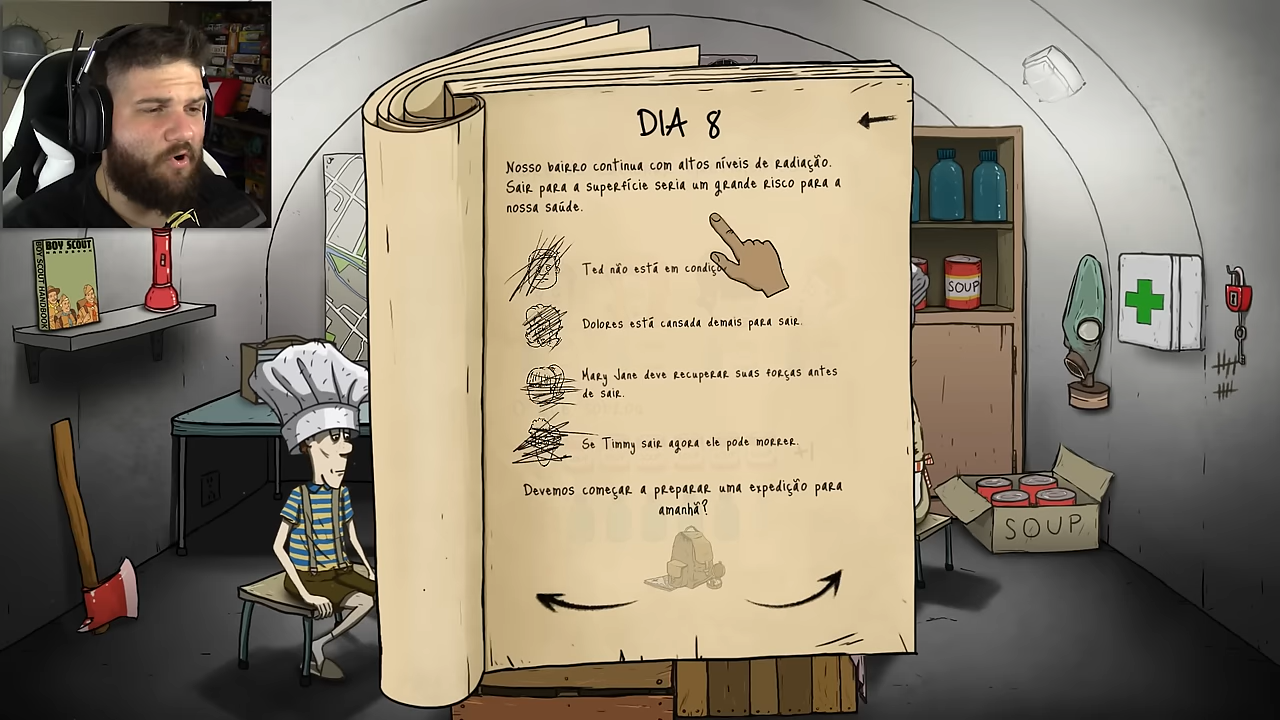 DIA 8
Nosso bairro continua com altos níveis de radiação.
Sair para a superfície seria um grande risco para a
nossa saúde.
Ted não está em
Dolores está cansada demais para sair.
Mary Jane deve recuperar suas forças antes
de sair.
Se Timmy sair agora ele pode morrer.
Devemos começar a preparar uma expedição para
amanhã?
BOY SCOUT
BOY SCOUT HANDBOOK
SOUP
SOUP